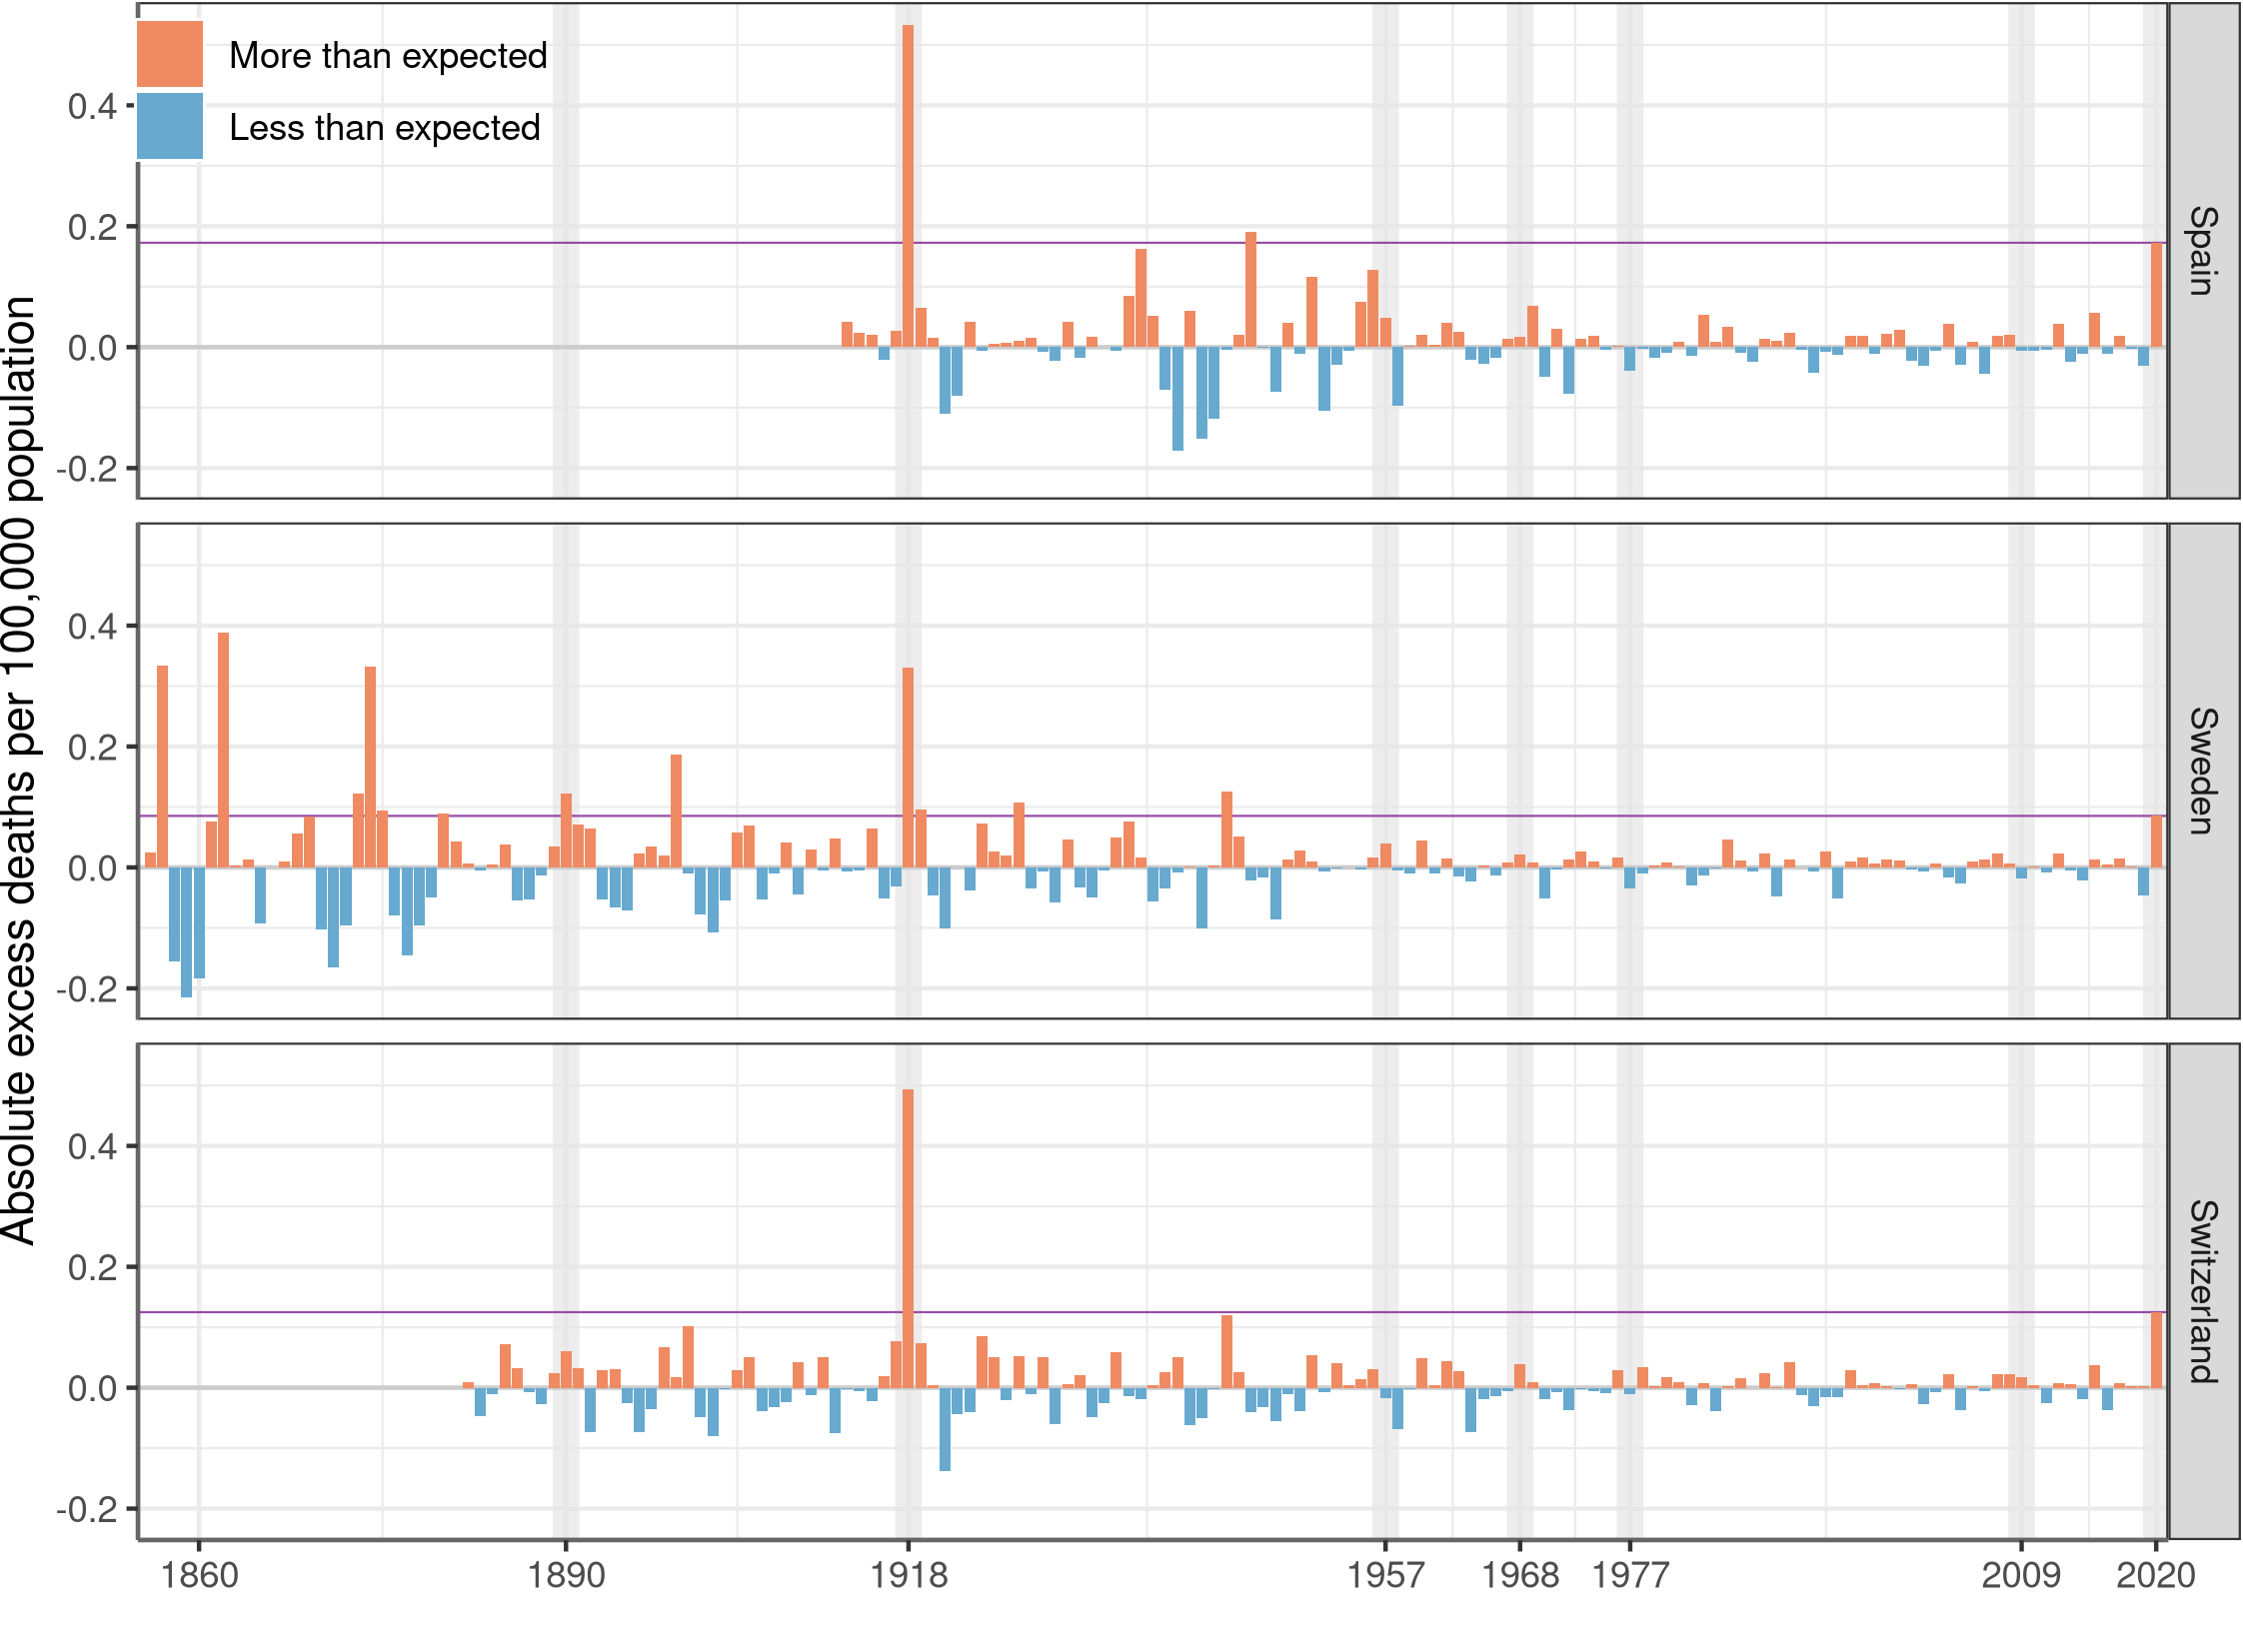 Absolute excess deaths per 100,000 population
More than expected
Less than expected
0.4
0.2
0.0
-0.2
Spain
0.4
0.2
0.0
-0.2
Sweden
0.4
0.2
0.0
-0.2
Switzerland
1860 1890 1918 1957 1968 1977 2009 2020